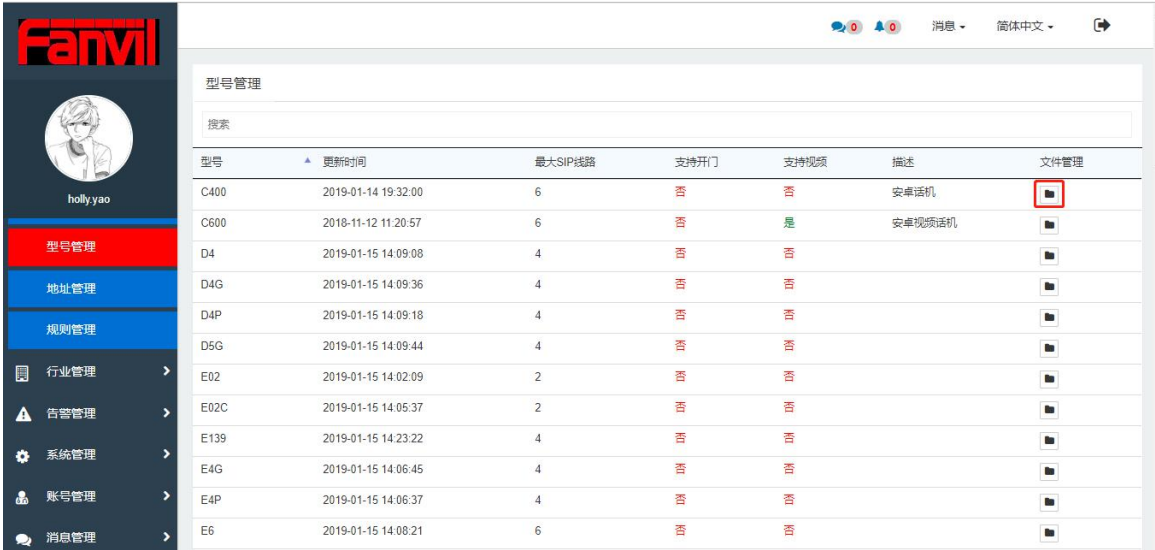 Fanvil
0 0 消息 简体中文
型号管理
搜索
型号 更新时间 最大SIP线路 支持开门 支持视频 描述 文件管理
C400 2019-01-14 19:32:00 6 否 否 安卓话机
holly.yao
C600 2018-11-12 11:20:57 6 否 是 安卓视频话机
型号管理
D4 2019-01-15 14:09:08 4 否 否
地址管理
D4G 2019-01-15 14:09:36 4 否 否
D4P 2019-01-15 14:09:18 4 否 否
规则管理
D5G 2019-01-15 14:09:44 4 否 否
行业管理
E02 2019-01-15 14:02:09 2 否 否
告警管理
E02C 2019-01-15 14:05:37 2 否 否
E139 2019-01-15 14:23:22 4 否 否
系统管理
E4G 2019-01-15 14:06:45 4 否 否
账号管理
E4P 2019-01-15 14:06:37 4 否 否
消息管理
E6 2019-01-15 14:08:21 6 否 否